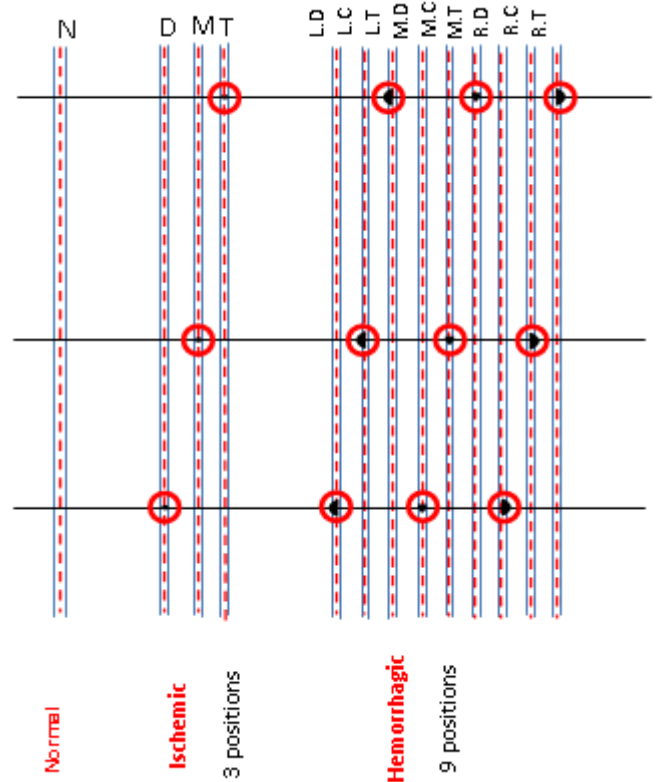 N
D
M
T
L.D
L.C
L.T
M.D
M.C
M.T
R.D
R.C
R.T
Normal
Ischemic
3 positions
Hemorrhagic
9 positions